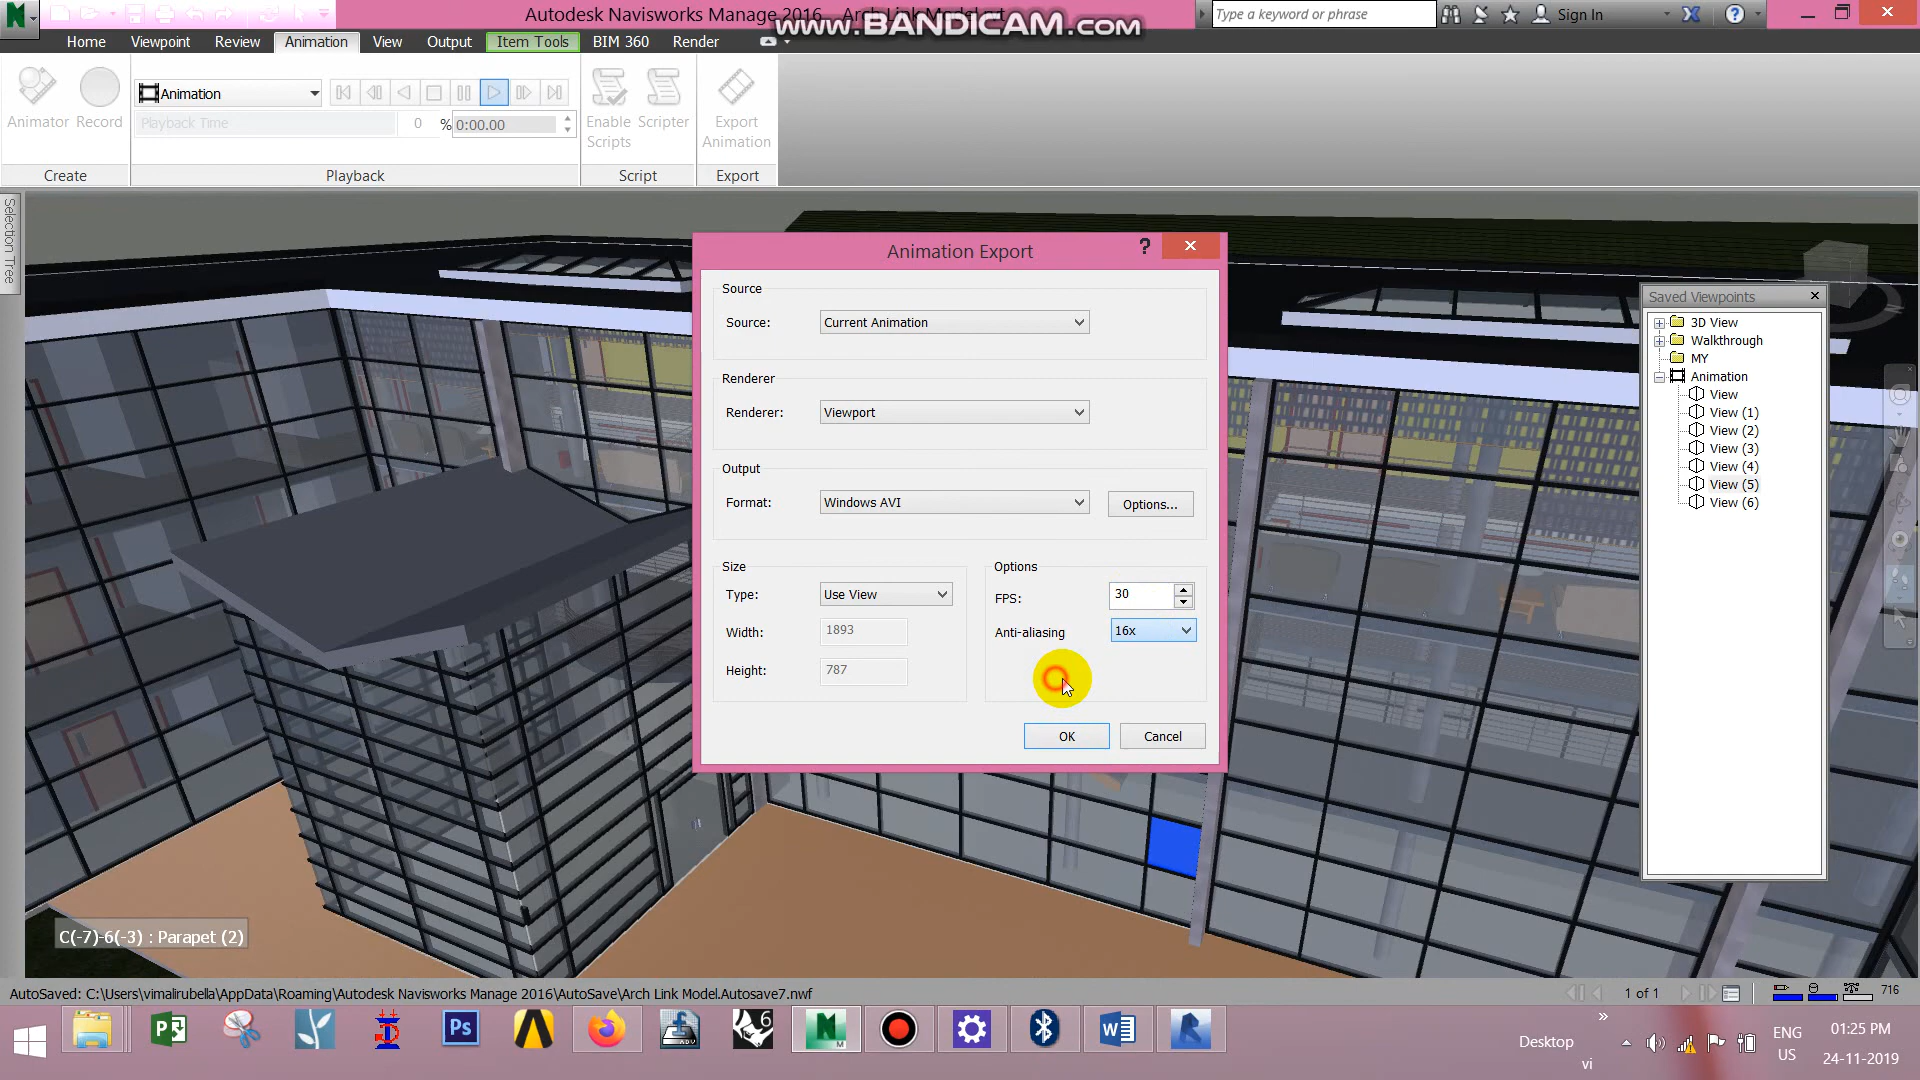 Autodesk Navisworks Manage 2016
www.BANDICAM.com
Type a keyword or phrase
Sign In
Home Viewpoint Review Animation View Output Item Tools BIM 360 Render
Animation
Animator Record
Playback Time 0 % 0:00.00
Enable Scripts
Scripter
Export Animation
Create Playback Script Export
Selection Tree
Animation Export
Source
Source: Current Animation
Renderer
Renderer: Viewport
Output
Format: Windows AVI Options...
Size
Type: Use View
Width: 1893
Height: 787
Options
FPS: 30
Anti-aliasing 16x
OK Cancel
Saved Viewpoints
3D View
Walkthrough
MY
Animation
View
View (1)
View (2)
View (3)
View (4)
View (5)
View (6)
C(-7)-6(-3) : Parapet (2)
AutoSaved: C:\Users\vimalirubella\AppData\Roaming\Autodesk Navisworks Manage 2016\AutoSave\Arch Link Model.Autosave7.nwf
1 of 1
716
Desktop
vi
ENG
US
01:25 PM
24-11-2019